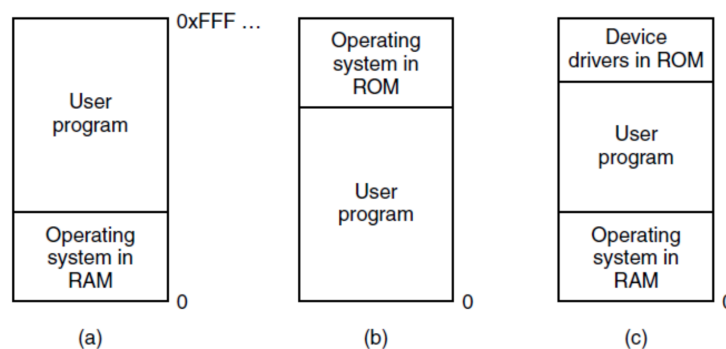 0xFFF ...
User
program
Operating
system in
RAM
0
(a)
Operating
system in
ROM
User
program
0
(b)
Device
drivers in ROM
User
program
Operating
system in
RAM
0
(c)